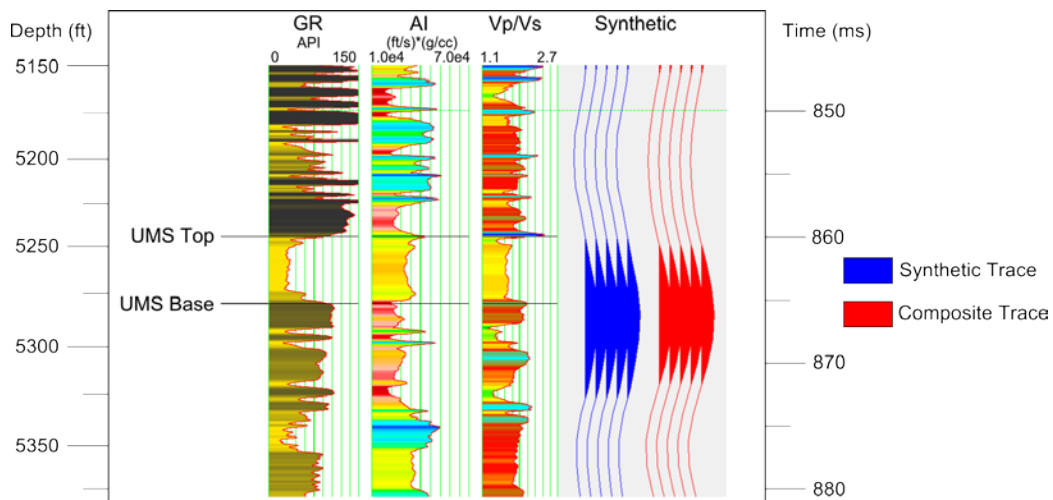 GR AI Vp/Vs Synthetic
Depth (ft) API (ft/s)*(g/cc) Time (ms)
0 150 1.0e4 7.0e4 1.1 2.7
5150
850
5200
UMS Top
860
5250
Synthetic Trace
UMS Base
Composite Trace
5300
870
5350
880